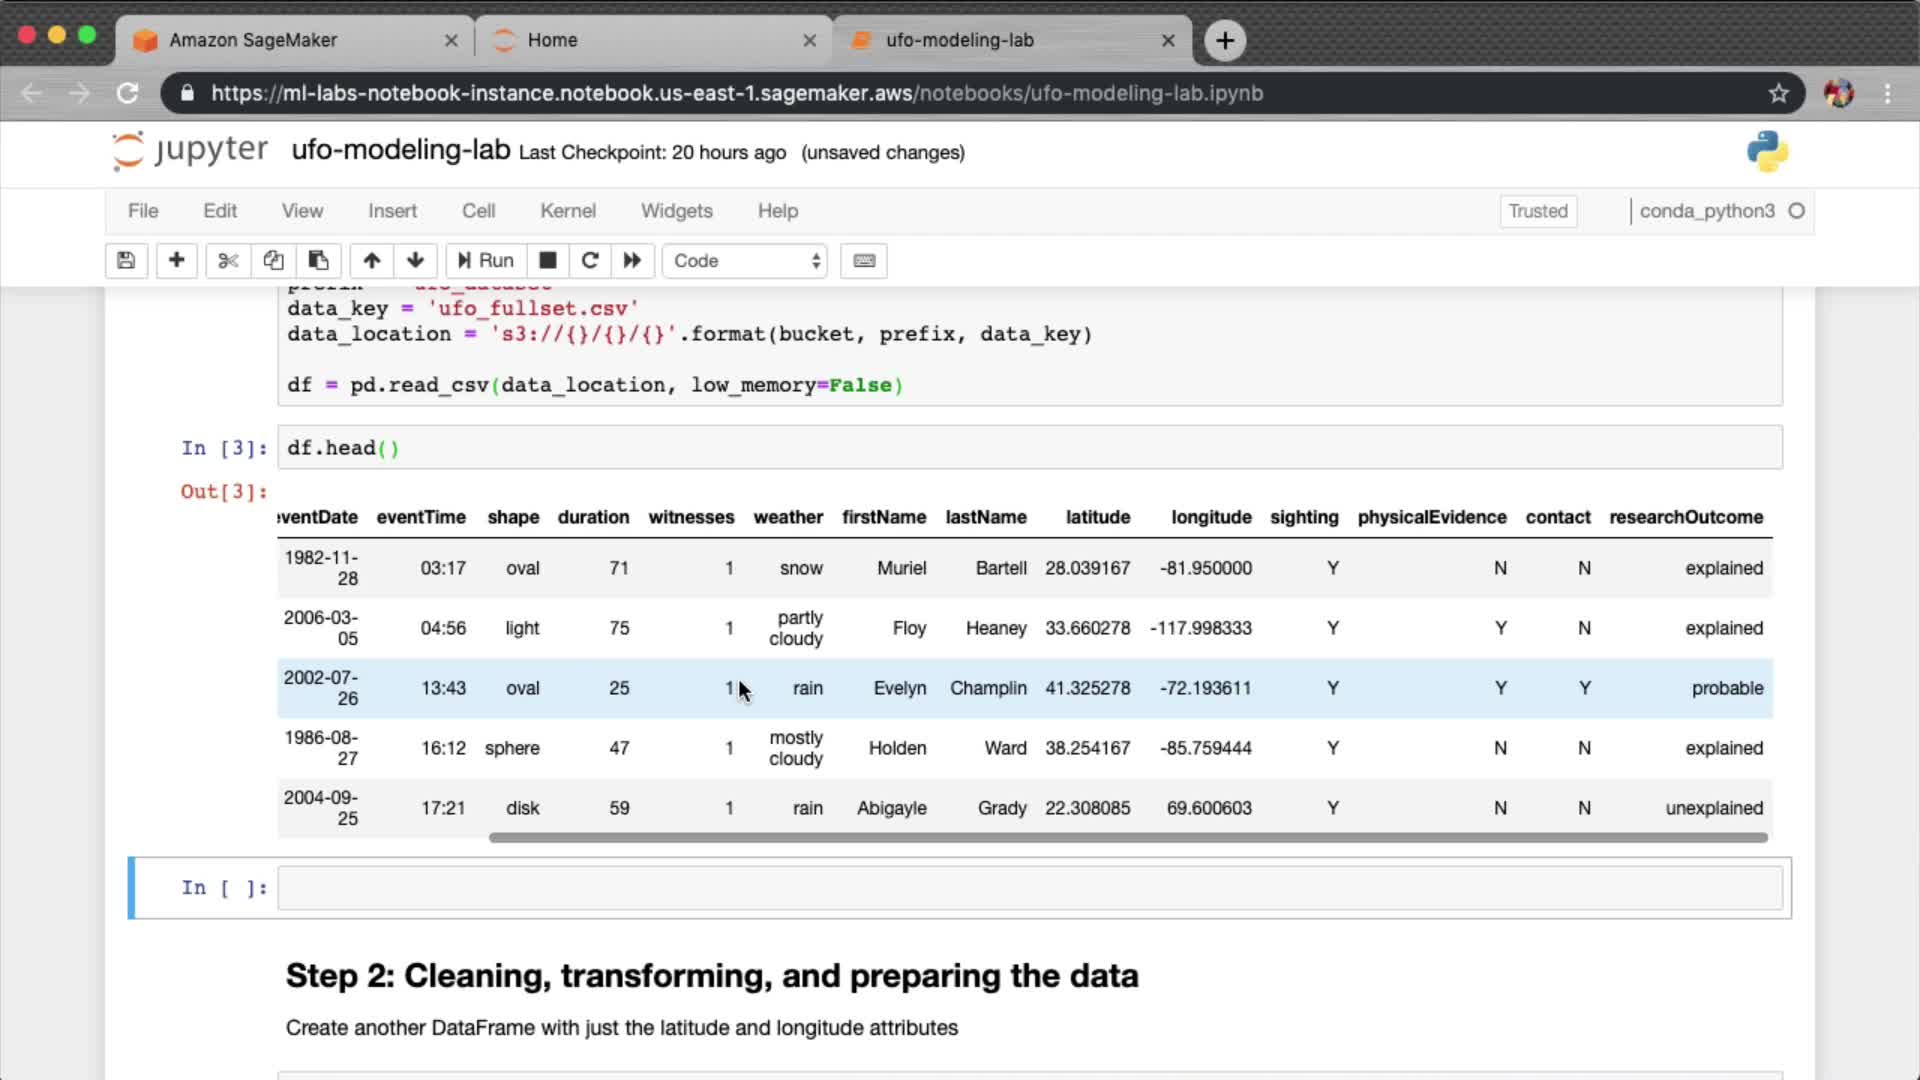 Amazon SageMaker
Home
ufo-modeling-lab
https://ml-labs-notebook-instance.notebook.us-east-1.sagemaker.aws/notebooks/ufo-modeling-lab.ipynb
jupyter ufo-modeling-lab Last Checkpoint: 20 hours ago (unsaved changes)
File Edit View Insert Cell Kernel Widgets Help Trusted conda_python3
Run Code
prefix = 'ufo_dataset'
data_key = 'ufo_fullset.csv'
data_location = 's3://{}/{}/{}'.format(bucket, prefix, data_key)
df = pd.read_csv(data_location, low_memory=False)
In [3]: df.head()
Out[3]:
eventDate eventTime shape duration witnesses weather firstName lastName latitude longitude sighting physicalEvidence contact researchOutcome
1982-11-28 03:17 oval 71 1 snow Muriel Bartell 28.039167 -81.950000 Y N N explained
2006-03-05 04:56 light 75 1 partly cloudy Floy Heaney 33.660278 -117.998333 Y Y N explained
2002-07-26 13:43 oval 25 1 rain Evelyn Champlin 41.325278 -72.193611 Y Y Y probable
1986-08-27 16:12 sphere 47 1 mostly cloudy Holden Ward 38.254167 -85.759444 Y N N explained
2004-09-25 17:21 disk 59 1 rain Abigayle Grady 22.308085 69.600603 Y N N unexplained
In [ ]:
Step 2: Cleaning, transforming, and preparing the data
Create another DataFrame with just the latitude and longitude attributes